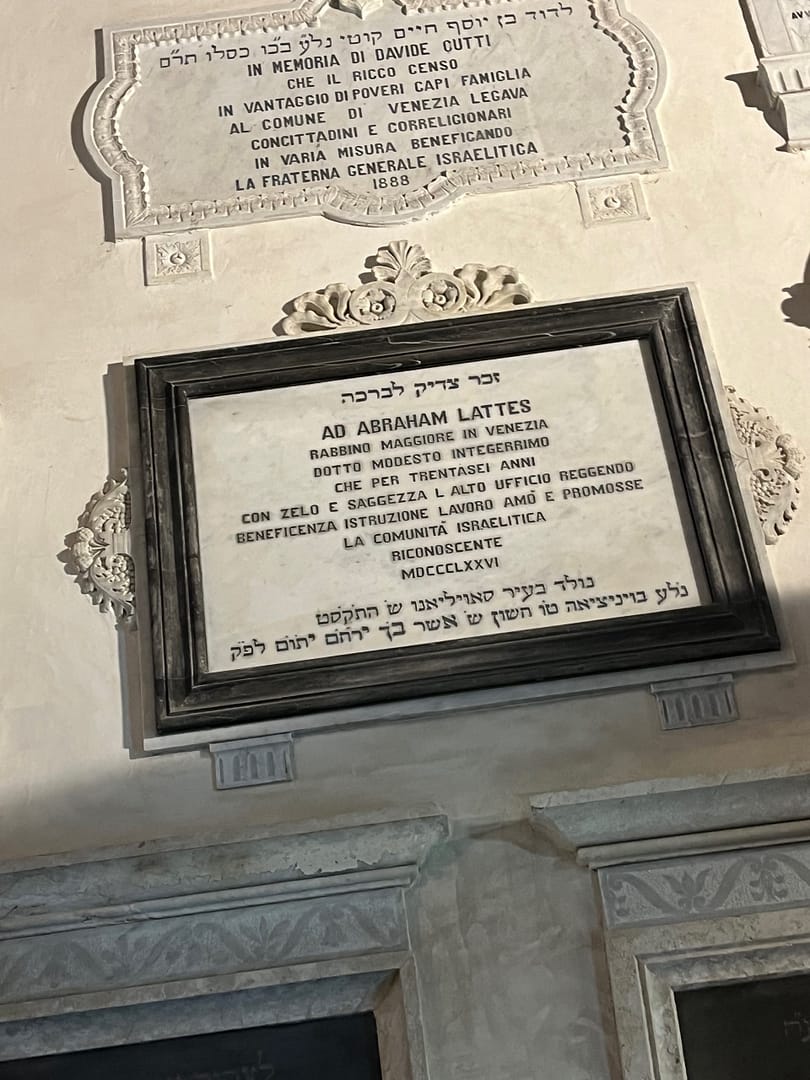 לדוד בן יוסף חיים קוטי נלע ב״כו כסלו תר״ם
IN MEMORIA DI DAVIDE CUTTI
CHE IL RICCO CENSO
IN VANTAGGIO DI POVERI CAPI FAMIGLIA
AL COMUNE DI VENEZIA LEGAVA
CONCITTADINI E CORRELIGIONARI
IN VARIA MISURA BENEFICANDO
LA FRATERNA GENERALE ISRAELITICA
1888
זכר צדיק לברכה
AD ABRAHAM LATTES
RABBINO MAGGIORE IN VENEZIA
DOTTO MODESTO INTEGERRIMO
CHE PER TRENTASEI ANNI
CON ZELO E SAGGEZZA L ALTO UFFICIO REGGENDO
BENEFICENZA ISTRUZIONE LAVORO AMÒ E PROMOSSE
LA COMUNITÀ ISRAELITICA
RICONOSCENTE
MDCCCLXXVI
נולד בעיר סאויליאנו ש התקסט
נלע בויניציאה טו חשון ש אשר בך ירחם יתום לפק